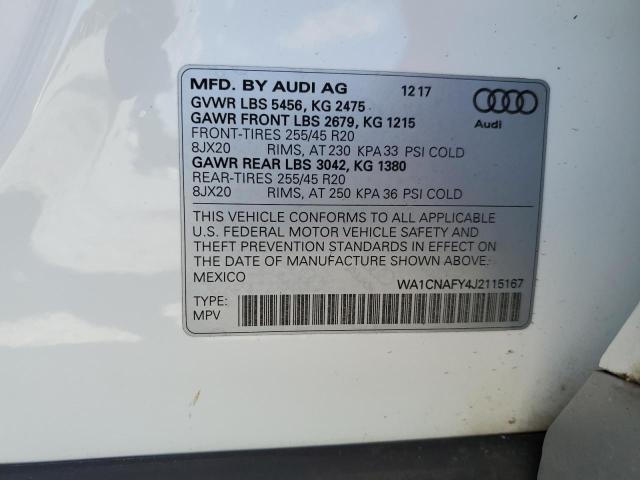 MFD. BY AUDI AG 12 17
GVWR LBS 5456, KG 2475
GAWR FRONT LBS 2679, KG 1215
FRONT-TIRES 255/45 R20
8JX20 RIMS, AT 230 KPA 33 PSI COLD
GAWR REAR LBS 3042, KG 1380
REAR-TIRES 255/45 R20
8JX20 RIMS, AT 250 KPA 36 PSI COLD
Audi
THIS VEHICLE CONFORMS TO ALL APPLICABLE
U.S. FEDERAL MOTOR VEHICLE SAFETY AND
THEFT PREVENTION STANDARDS IN EFFECT ON
THE DATE OF MANUFACTURE SHOWN ABOVE.
MEXICO
WA1CNAFY4J2115167
TYPE:
MPV